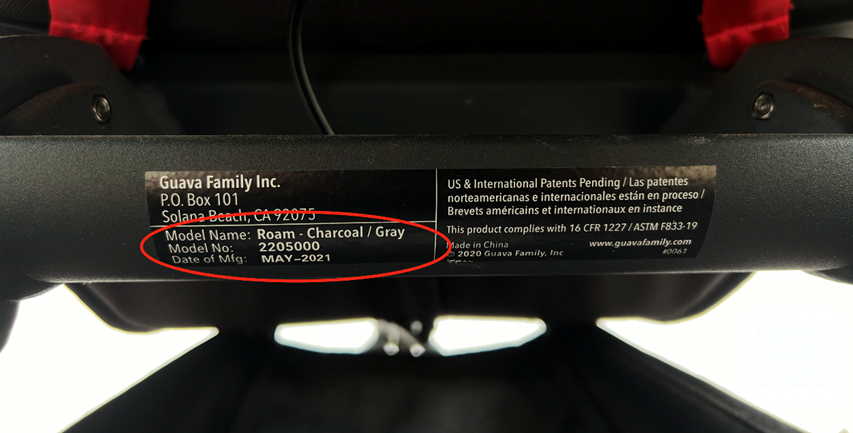 Guava Family Inc.
P.O. Box 101
Solana Beach, CA 92075
Model Name: Roam - Charcoal / Gray
Model No: 2205000
Date of Mfg: MAY-2021
US & International Patents Pending / Las patentes
norteamericanas e internacionales están en proceso /
Brevets américains et internationaux en instance
This product complies with 16 CFR 1227 / ASTM F833-19
Made in China
www.guavafamily.com
© 2020 Guava Family, Inc
#0061